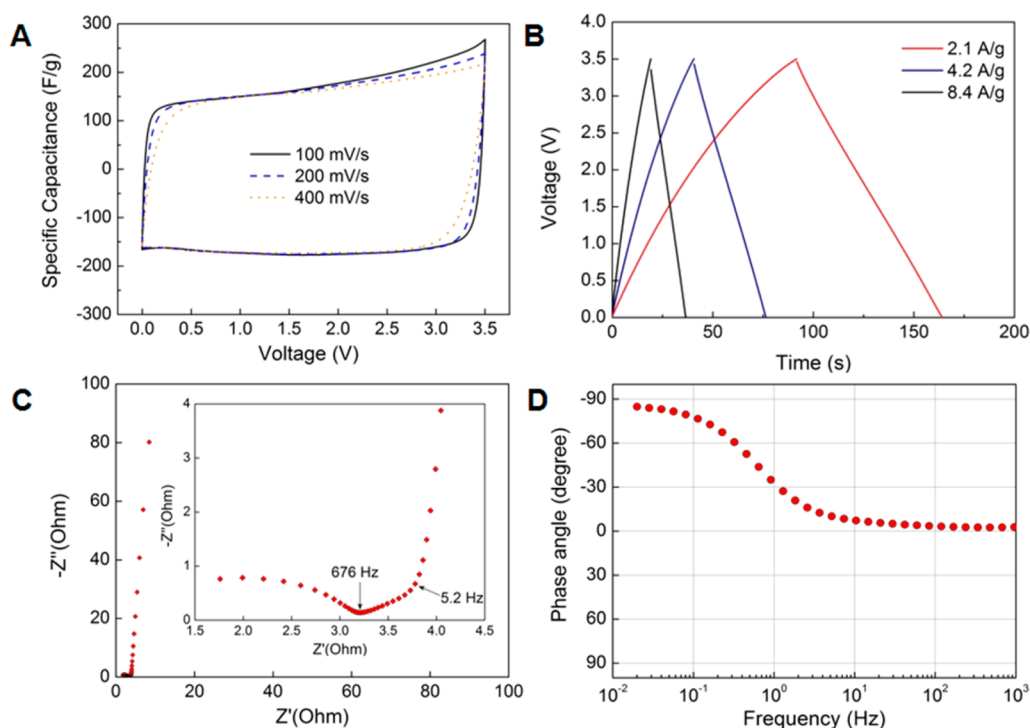 A
300
200
100
0
-100
-200
-300
Specific Capacitance (F/g)
100 mV/s
200 mV/s
400 mV/s
0.0 0.5 1.0 1.5 2.0 2.5 3.0 3.5
Voltage (V)
B
4.0
3.5
3.0
2.5
2.0
1.5
1.0
0.5
0.0
Voltage (V)
2.1 A/g
4.2 A/g
8.4 A/g
0 50 100 150 200
Time (s)
C
100
80
60
40
20
0
-Z''(Ohm)
0 20 40 60 80 100
Z'(Ohm)
4
3
2
1
0
-Z''(Ohm)
676 Hz
5.2 Hz
1.5 2.0 2.5 3.0 3.5 4.0 4.5
Z'(Ohm)
D
-90
-60
-30
0
30
60
90
Phase angle (degree)
10-2 10-1 100 101 102 103
Frequency (Hz)